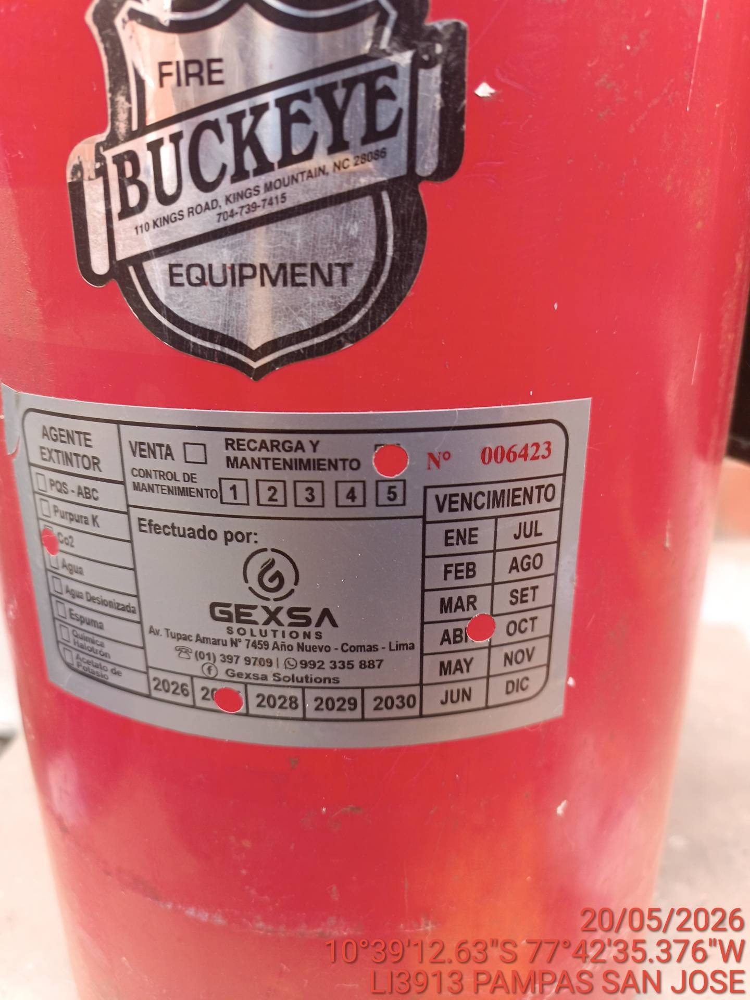 FIRE
BUCKEYE
110 KINGS ROAD, KINGS MOUNTAIN, NC 28086
704-739-7415
EQUIPMENT
AGENTE
EXTINTOR
PQS - ABC
Purpura K
Co2
Agua
Agua Desionizada
Espuma
Quimica
Halotrón
Acetato de
Potasio
VENTA
RECARGA Y
MANTENIMIENTO
Nº 006423
CONTROL DE
MANTENIMIENTO 1 2 3 4 5
Efectuado por:
GEXSA
SOLUTIONS
Av. Tupac Amaru N° 7459 Año Nuevo - Comas - Lima
(01) 397 9709 | 992 335 887
Gexsa Solutions
2026 2028 2029 2030
VENCIMIENTO
ENE JUL
FEB AGO
MAR SET
OCT
MAY NOV
JUN DIC
20/05/2026
10°39'12.63"S 77°42'35.376"W
LI3913 PAMPAS SAN JOSE